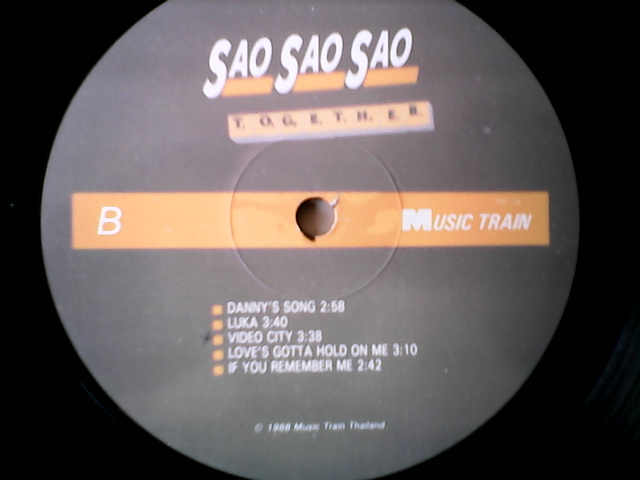 SAO SAO SAO
T.O.G.E.T.H.E.R.
B
MUSIC TRAIN
DANNY'S SONG 2:58
LUKA 3:40
VIDEO CITY 3:38
LOVE'S GOTTA HOLD ON ME 3:10
IF YOU REMEMBER ME 2:42
© 1988 Music Train Thailand